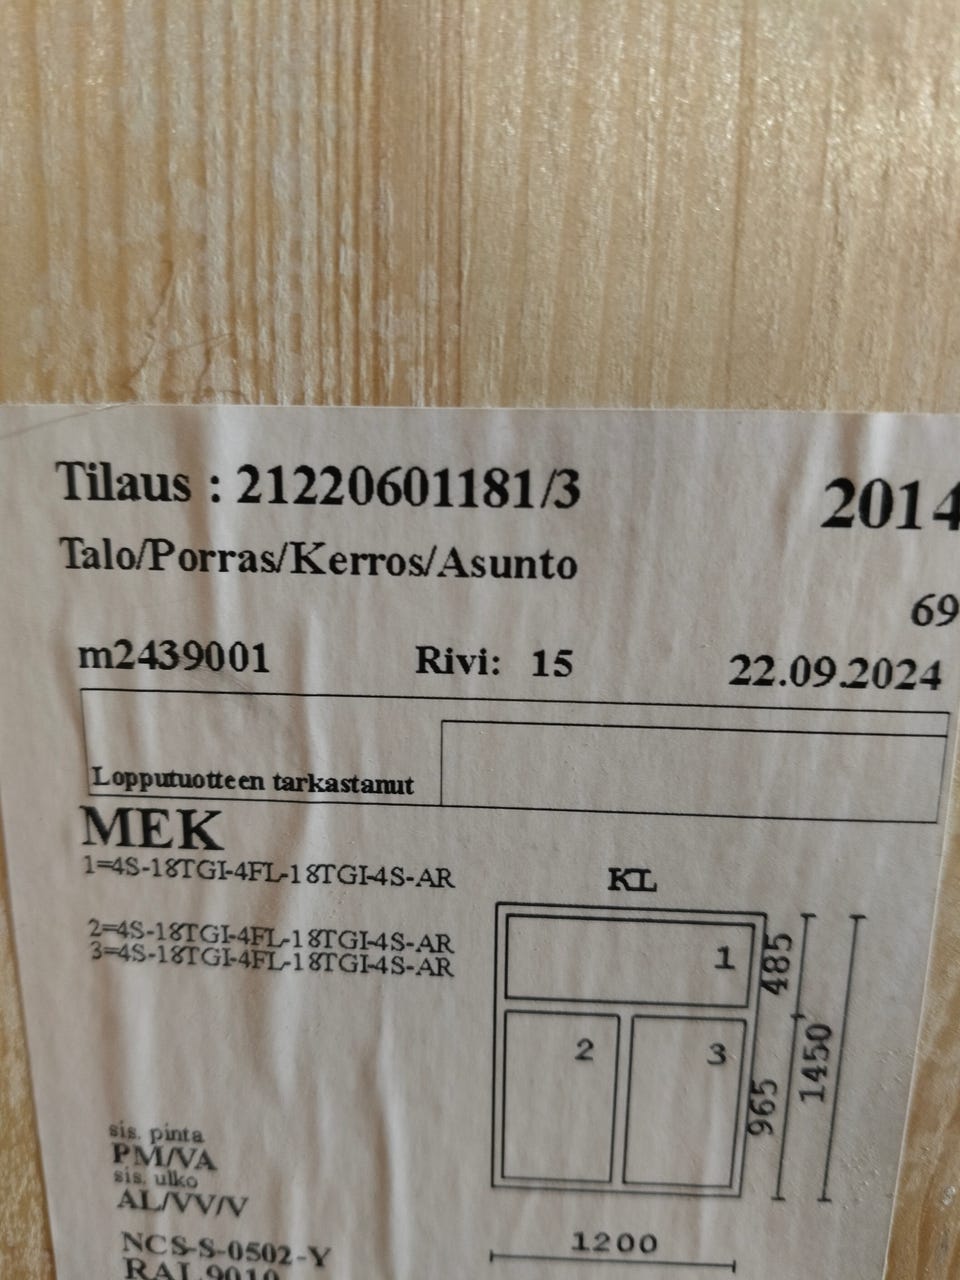 Tilaus : 21220601181/3
2014
Talo/Porras/Kerros/Asunto
69
m2439001 Rivi: 15 22.09.2024
Lopputuotteen tarkastanut
MEK
1=4S-18TGI-4FL-18TGI-4S-AR
KL
2=4S-18TGI-4FL-18TGI-4S-AR
3=4S-18TGI-4FL-18TGI-4S-AR
1
485
2
3
1450
965
sis. pinta
PM/VA
sis. ulko
AL/VV/V
NCS-S-0502-Y
1200
RAL9010